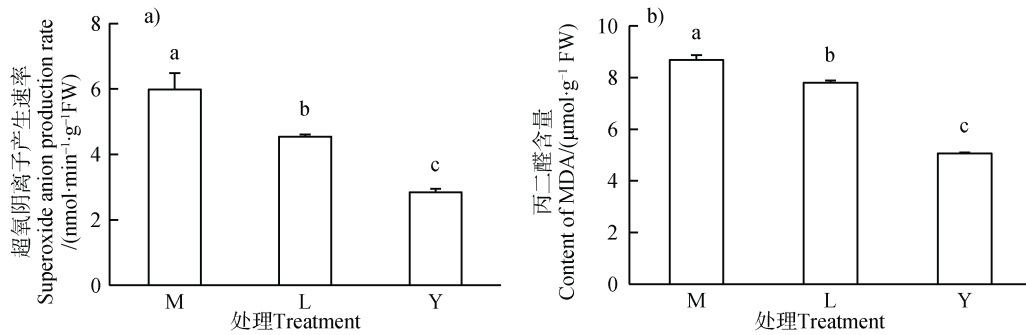 a)
超氧阴离子产生速率
Superoxide anion production rate
/(nmol·min⁻¹·g⁻¹FW)
8
6
4
2
0
a
b
c
M L Y
处理Treatment
b)
丙二醛含量
Content of MDA/(μmol·g⁻¹ FW)
10
8
6
4
2
0
a
b
c
M L Y
处理Treatment